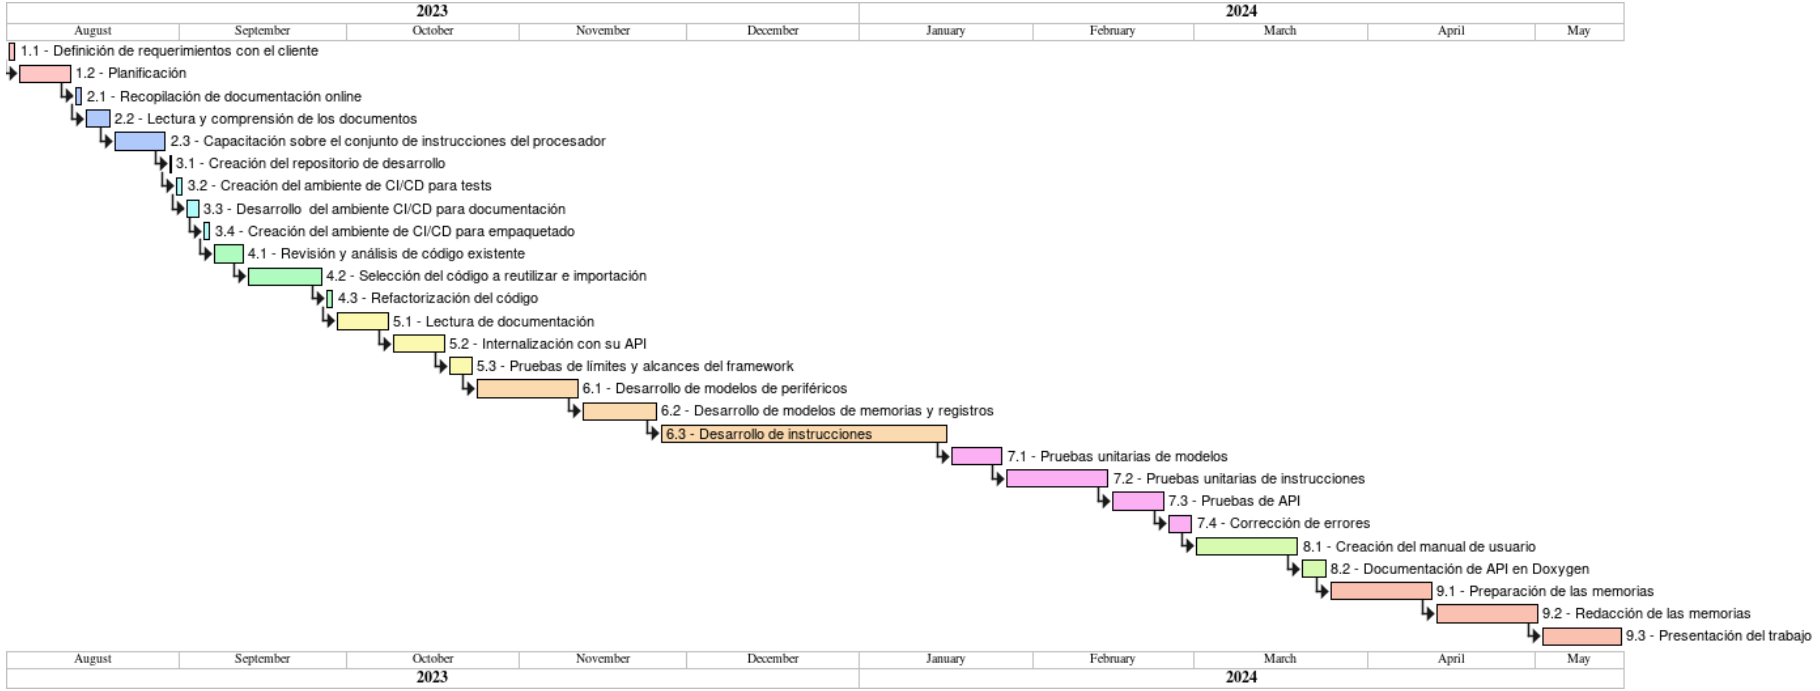 2023 2024
August September October November December January February March April May
1.1 - Definición de requerimientos con el cliente
1.2 - Planificación
2.1 - Recopilación de documentación online
2.2 - Lectura y comprensión de los documentos
2.3 - Capacitación sobre el conjunto de instrucciones del procesador
3.1 - Creación del repositorio de desarrollo
3.2 - Creación del ambiente de CI/CD para tests
3.3 - Desarrollo  del ambiente CI/CD para documentación
3.4 - Creación del ambiente de CI/CD para empaquetado
4.1 - Revisión y análisis de código existente
4.2 - Selección del código a reutilizar e importación
4.3 - Refactorización del código
5.1 - Lectura de documentación
5.2 - Internalización con su API
5.3 - Pruebas de límites y alcances del framework
6.1 - Desarrollo de modelos de periféricos
6.2 - Desarrollo de modelos de memorias y registros
6.3 - Desarrollo de instrucciones
7.1 - Pruebas unitarias de modelos
7.2 - Pruebas unitarias de instrucciones
7.3 - Pruebas de API
7.4 - Corrección de errores
8.1 - Creación del manual de usuario
8.2 - Documentación de API en Doxygen
9.1 - Preparación de las memorias
9.2 - Redacción de las memorias
9.3 - Presentación del trabajo
August September October November December January February March April May
2023 2024